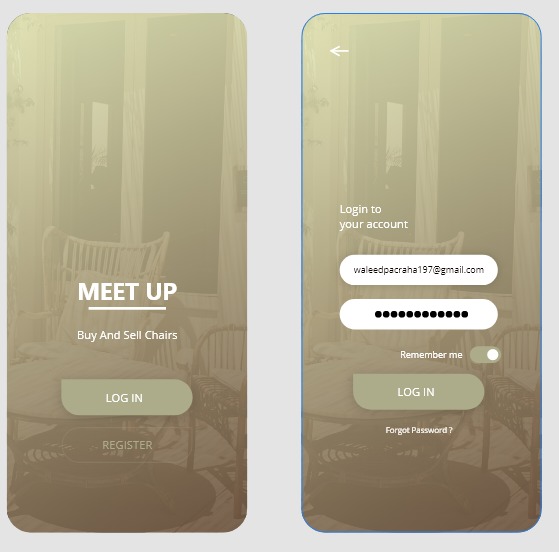 MEET UP
Buy And Sell Chairs
LOG IN
REGISTER
Login to
your account
waleedpacraha197@gmail.com
●●●●●●●●●●●●
Remember me
LOG IN
Forgot Password ?